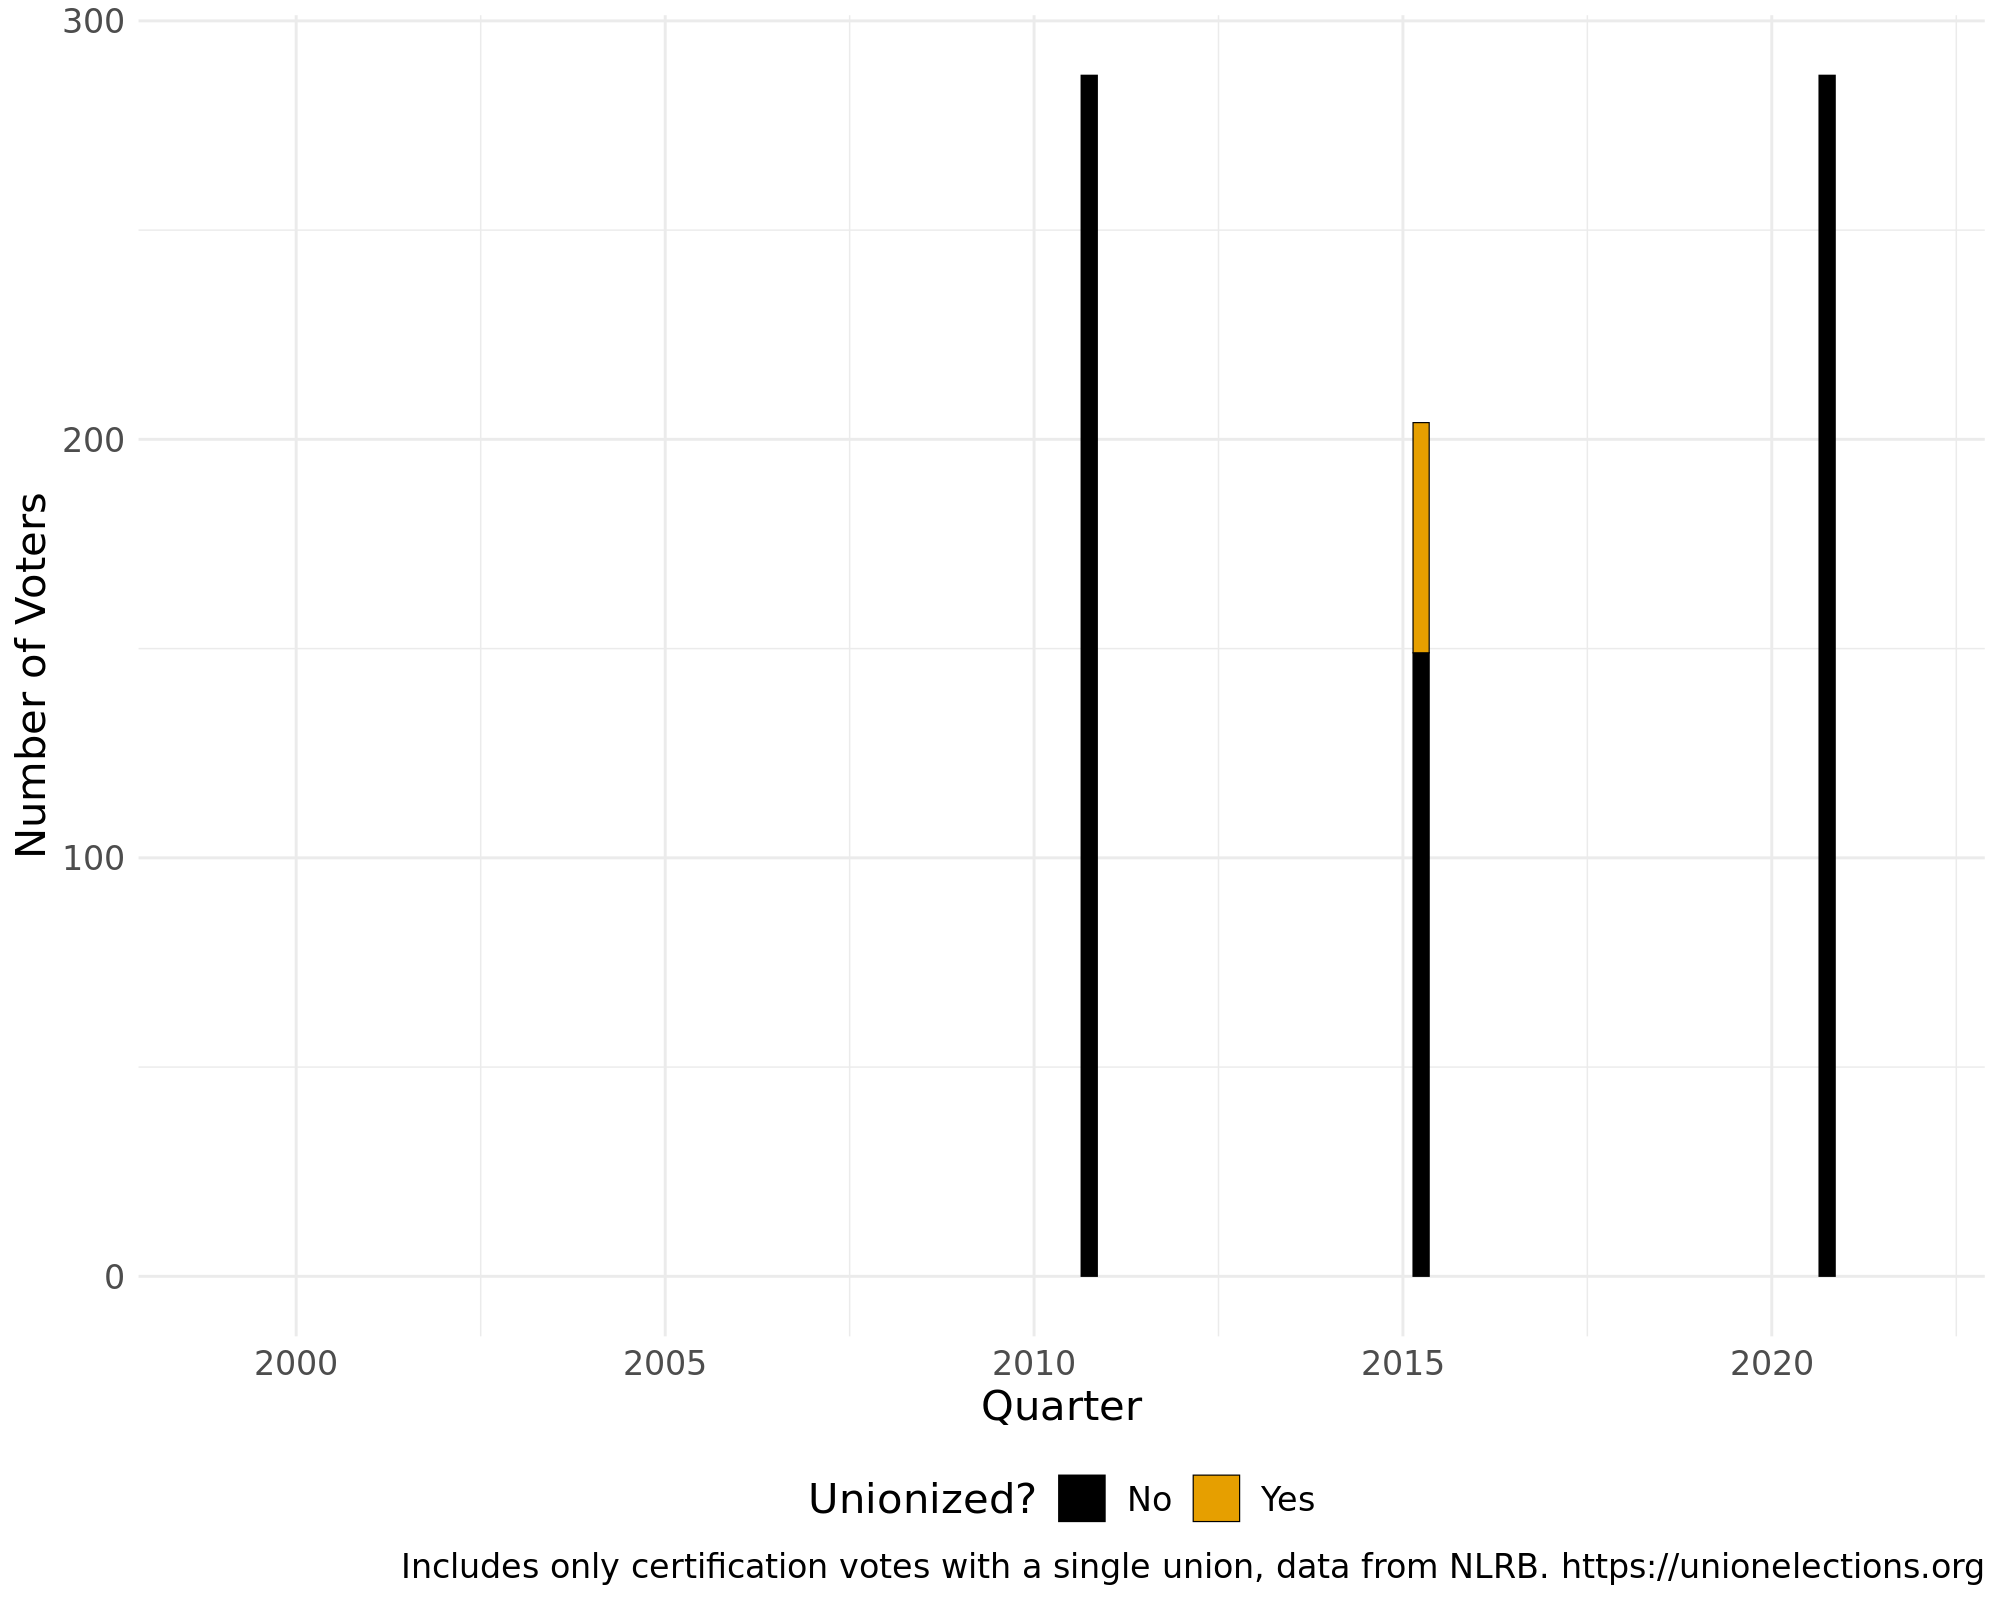 300
200
100
0
Number of Voters
2000 2005 2010 2015 2020
Quarter
Unionized? No Yes
Includes only certification votes with a single union, data from NLRB. https://unionelections.org